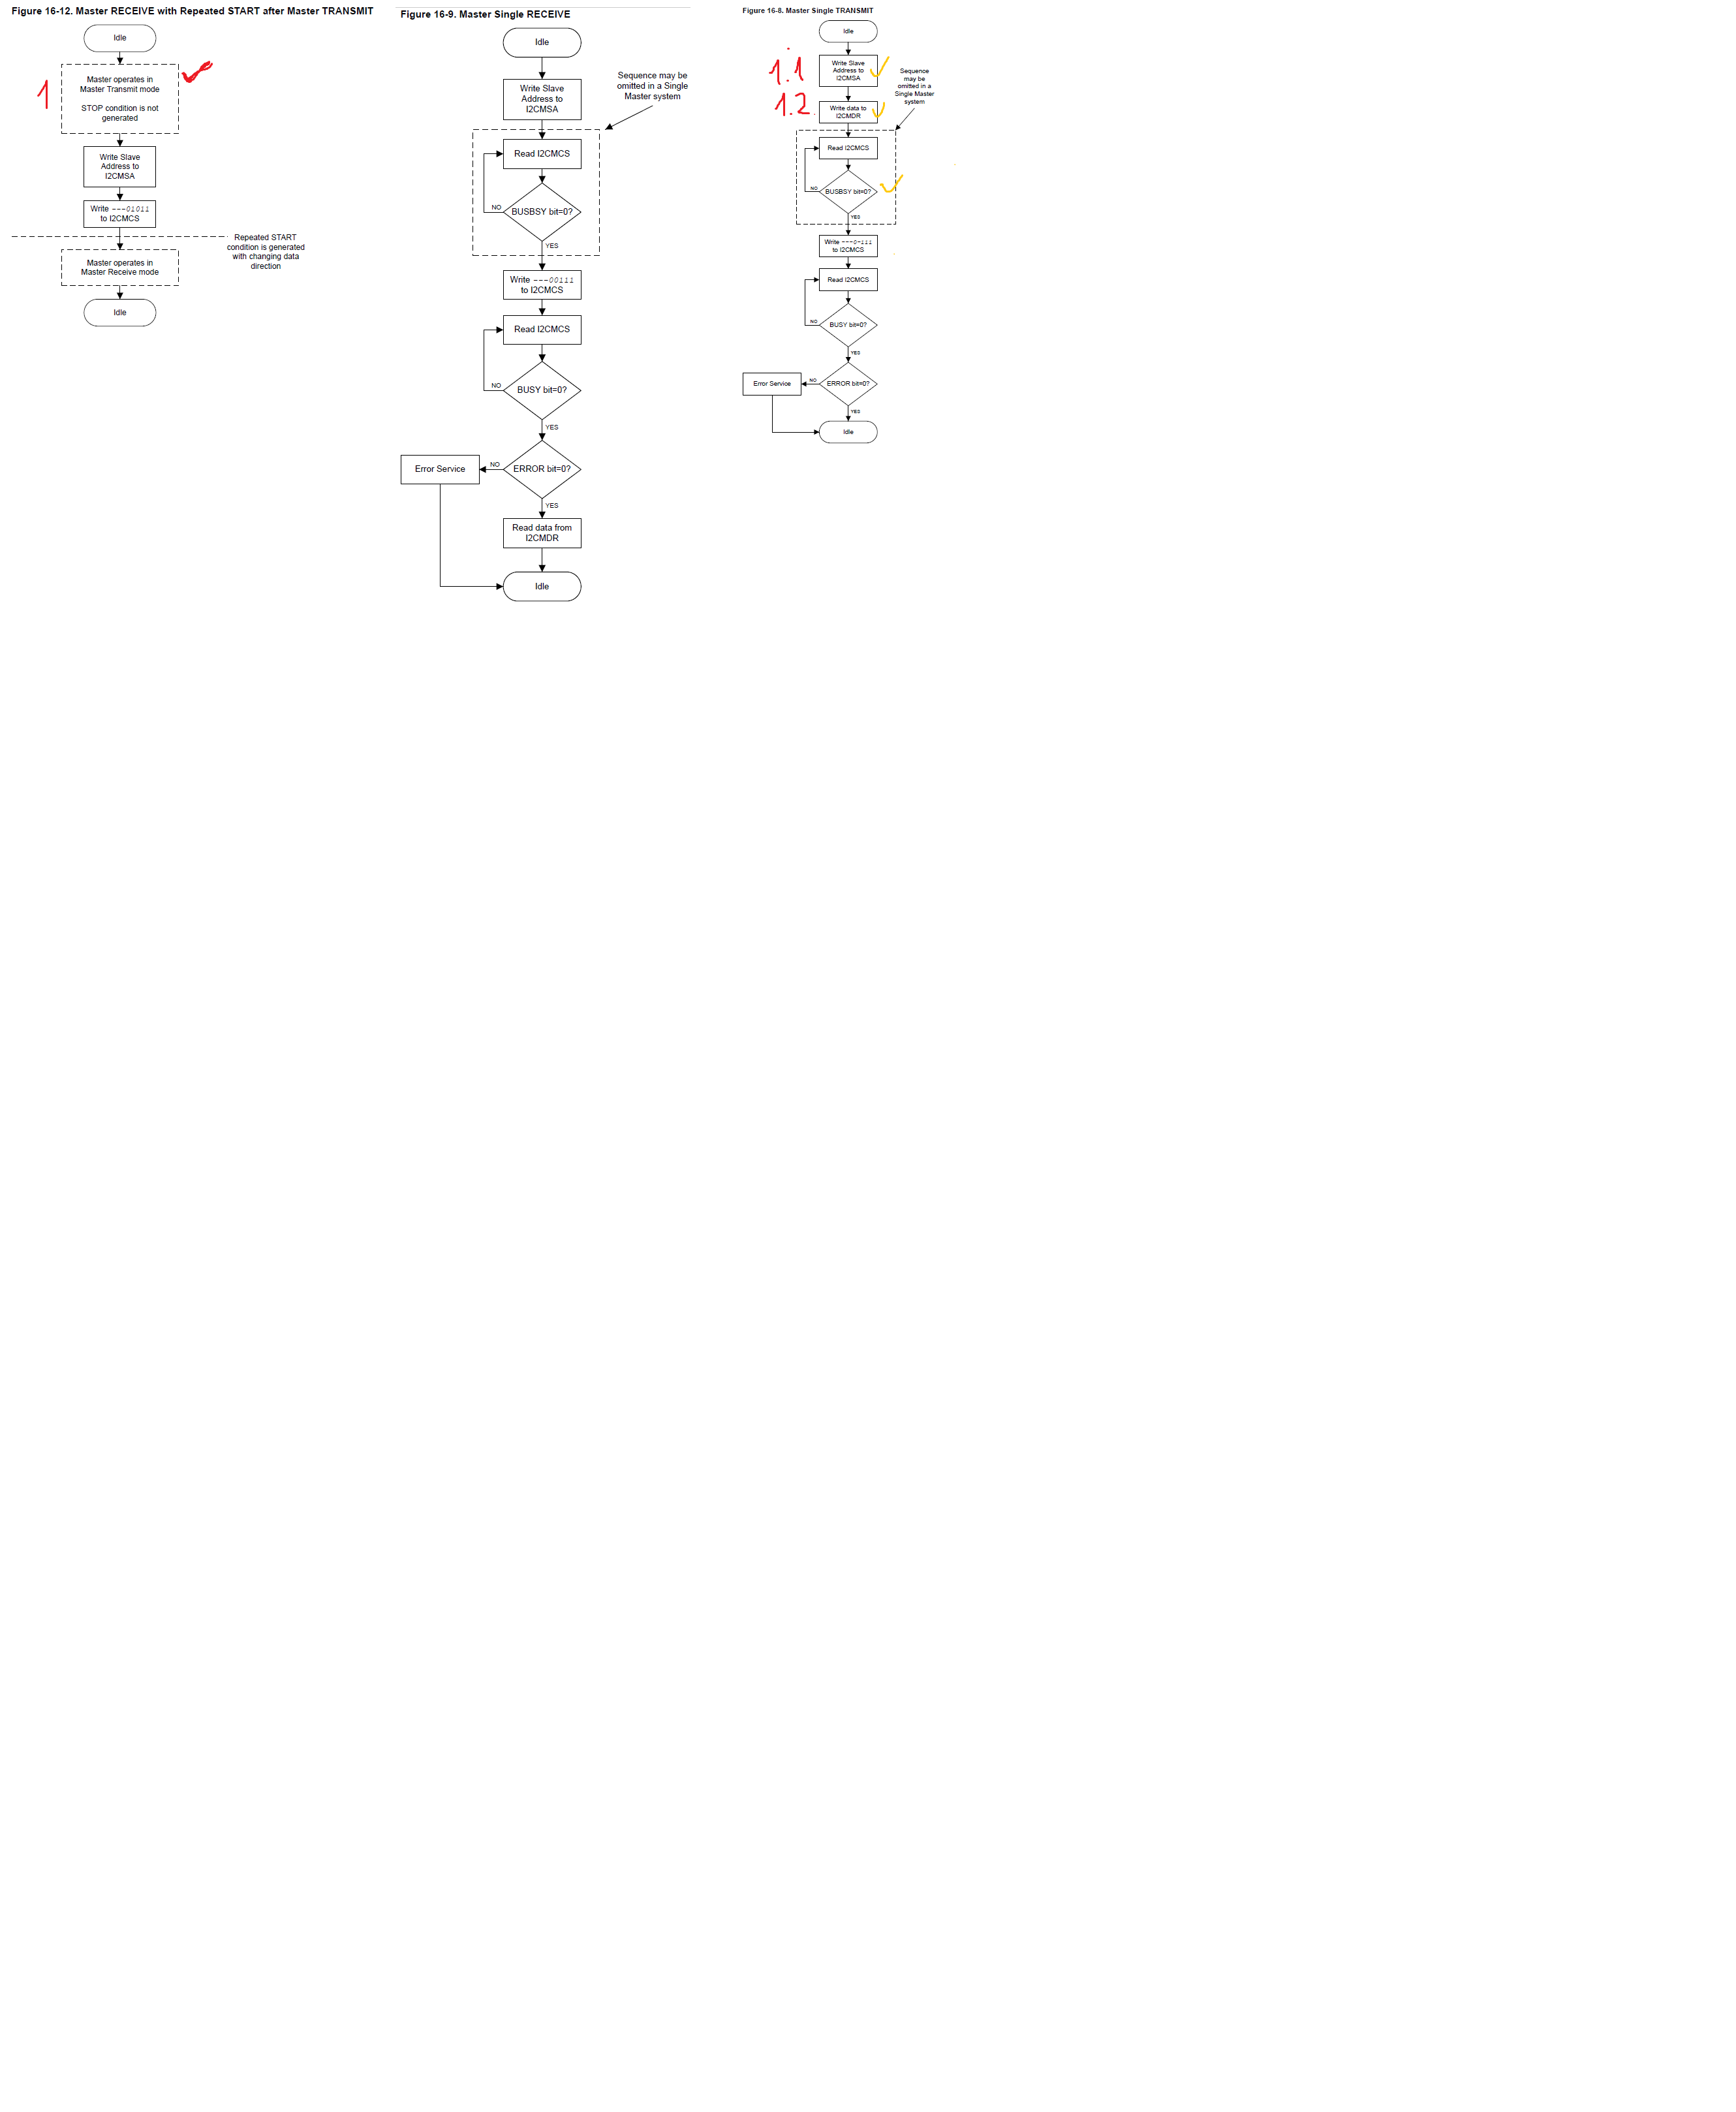 Figure 16-12. Master RECEIVE with Repeated START after Master TRANSMIT
Idle
1
Master operates in
Master Transmit mode
STOP condition is not
generated
Write Slave
Address to
I2CMSA
Write ---01011
to I2CMCS
Repeated START
condition is generated
with changing data
direction
Master operates in
Master Receive mode
Idle
Figure 16-9. Master Single RECEIVE
Idle
Write Slave
Address to
I2CMSA
Sequence may be
omitted in a Single
Master system
Read I2CMCS
NO
BUSBSY bit=0?
YES
Write ---00111
to I2CMCS
Read I2CMCS
NO
BUSY bit=0?
YES
Error Service
NO
ERROR bit=0?
YES
Read data from
I2CMDR
Idle
Figure 16-8. Master Single TRANSMIT
Idle
1.1
Write Slave
Address to
I2CMSA
Sequence
may be
omitted in a
Single Master
system
1.2.
Write data to
I2CMDR
Read I2CMCS
NO
BUSBSY bit=0?
YES
Write ---0-111
to I2CMCS
Read I2CMCS
NO
BUSY bit=0?
YES
Error Service
NO
ERROR bit=0?
YES
Idle